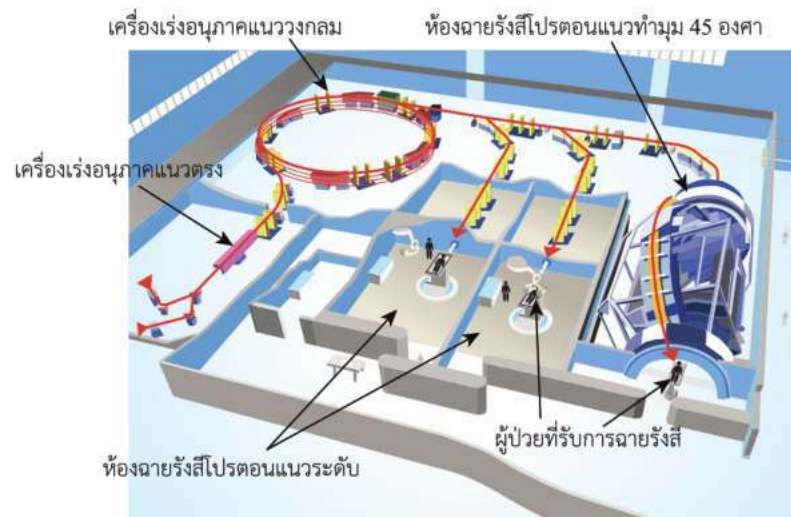 เครื่องเร่งอนุภาคแนววงกลม
ห้องฉายรังสีโปรตอนแนวทำมุม 45 องศา
เครื่องเร่งอนุภาคแนวตรง
ผู้ป่วยที่รับการฉายรังสี
ห้องฉายรังสีโปรตอนแนวระดับ